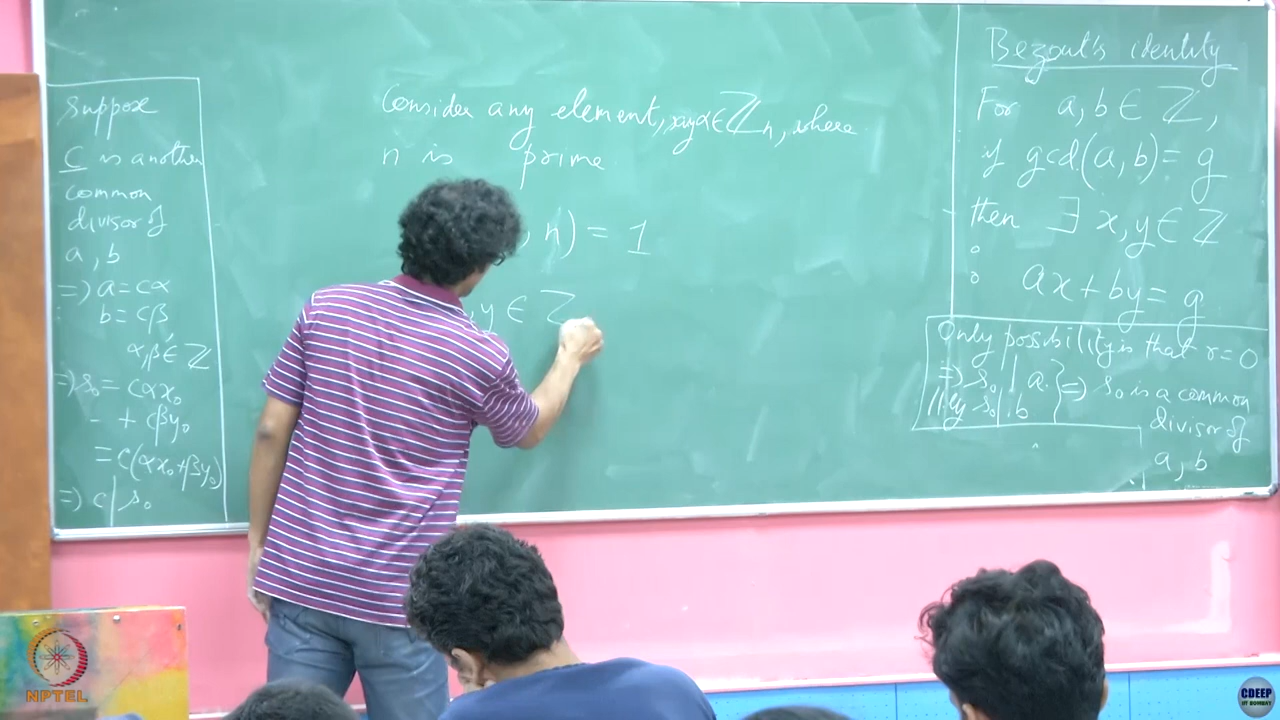 Suppose
C is another
common
divisor of
a, b
=) a = cα
b = cβ
α, β ∈ ℤ
=) s₀ = cαx₀
+ cβy₀
= c(αx₀+βy₀)
=) c | s₀
Consider any element, say α ∈ ℤn, where
n is prime
, n) = 1
, y ∈ ℤ
Bezout's identity
For a, b ∈ ℤ,
if gcd(a, b) = g
then ∃ x, y ∈ ℤ
ax + by = g
Only possibility is that r = 0
=) s₀ | a. } =) s₀ is a common
||ly s₀ | b divisor of
a, b
NPTEL
CDEEP
IIT BOMBAY